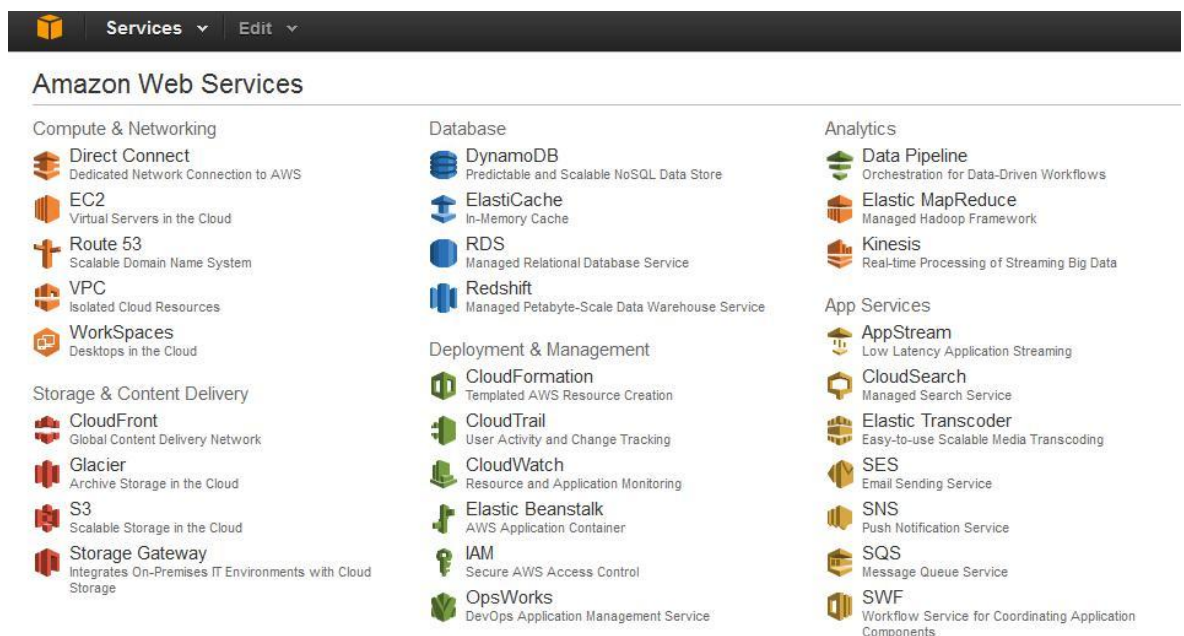 Services Edit
Amazon Web Services
Compute & Networking
Direct Connect
Dedicated Network Connection to AWS
EC2
Virtual Servers in the Cloud
Route 53
Scalable Domain Name System
VPC
Isolated Cloud Resources
WorkSpaces
Desktops in the Cloud
Storage & Content Delivery
CloudFront
Global Content Delivery Network
Glacier
Archive Storage in the Cloud
S3
Scalable Storage in the Cloud
Storage Gateway
Integrates On-Premises IT Environments with Cloud
Storage
Database
DynamoDB
Predictable and Scalable NoSQL Data Store
ElastiCache
In-Memory Cache
RDS
Managed Relational Database Service
Redshift
Managed Petabyte-Scale Data Warehouse Service
Deployment & Management
CloudFormation
Templated AWS Resource Creation
CloudTrail
User Activity and Change Tracking
CloudWatch
Resource and Application Monitoring
Elastic Beanstalk
AWS Application Container
IAM
Secure AWS Access Control
OpsWorks
DevOps Application Management Service
Analytics
Data Pipeline
Orchestration for Data-Driven Workflows
Elastic MapReduce
Managed Hadoop Framework
Kinesis
Real-time Processing of Streaming Big Data
App Services
AppStream
Low Latency Application Streaming
CloudSearch
Managed Search Service
Elastic Transcoder
Easy-to-use Scalable Media Transcoding
SES
Email Sending Service
SNS
Push Notification Service
SQS
Message Queue Service
SWF
Workflow Service for Coordinating Application
Components